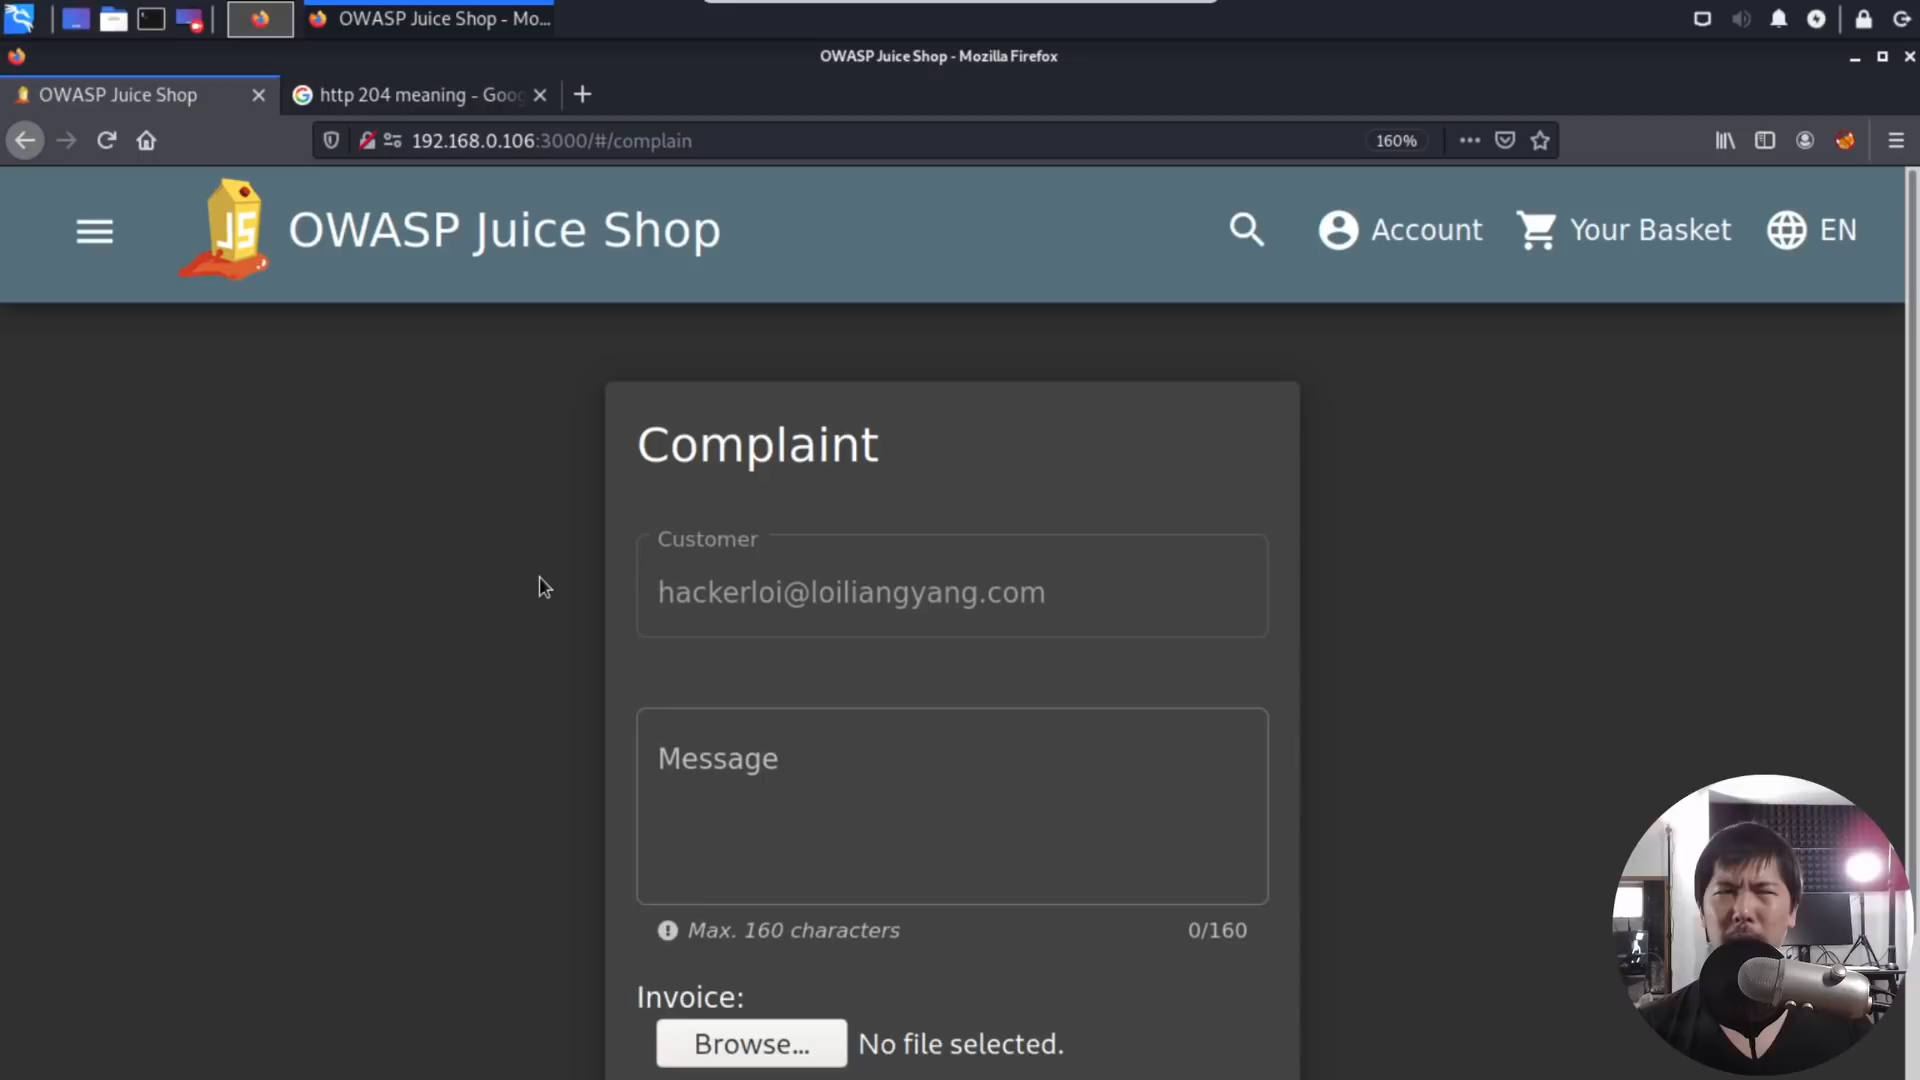 OWASP Juice Shop - Mo...
OWASP Juice Shop - Mozilla Firefox
OWASP Juice Shop
http 204 meaning - Goog
192.168.0.106:3000/#/complain
160%
JS
OWASP Juice Shop
Account
Your Basket
EN
Complaint
Customer
hackerloi@loiliangyang.com
Message
Max. 160 characters
0/160
Invoice:
Browse...
No file selected.